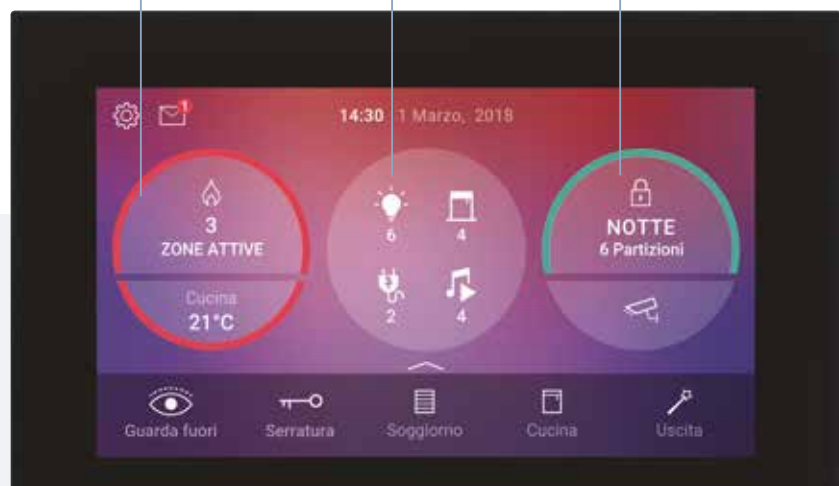 1
14:30 1 Marzo, 2018
3
ZONE ATTIVE
Cucina
21°C
6
4
2
4
NOTTE
6 Partizioni
Guarda fuori
Serratura
Soggiorno
Cucina
Uscita